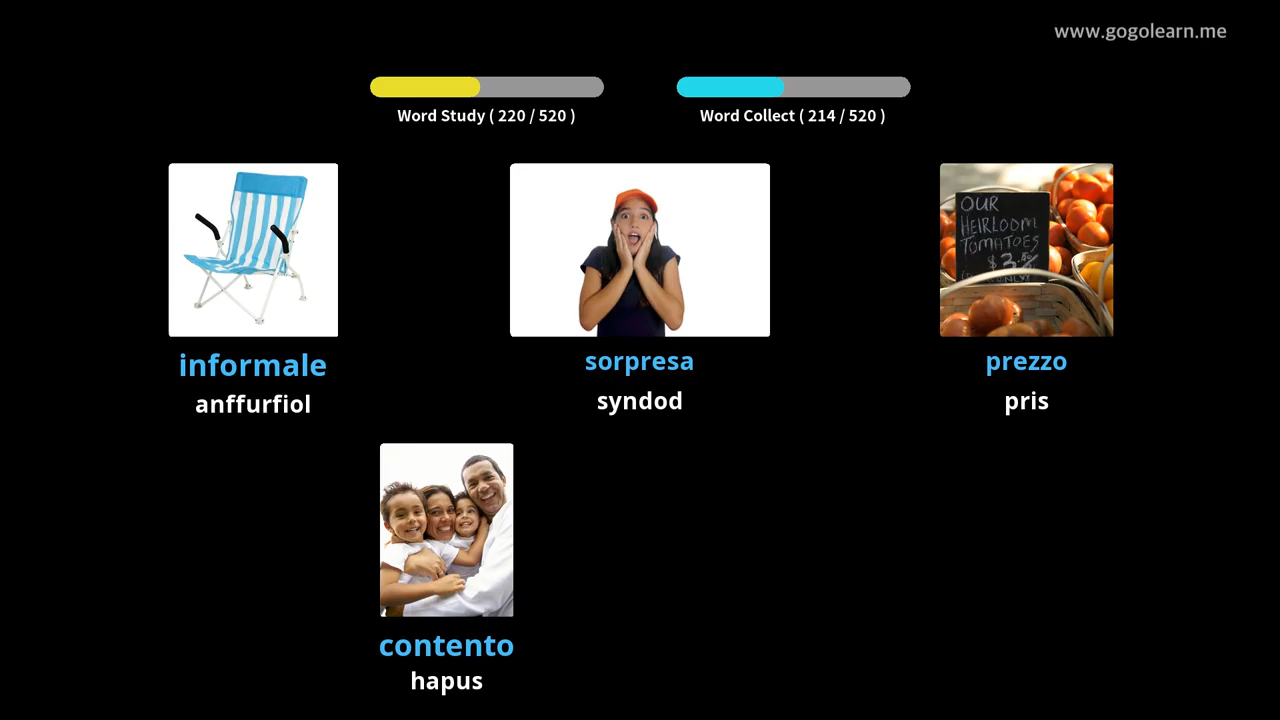 www.gogolearn.me
Word Study ( 220 / 520 )
Word Collect ( 214 / 520 )
OUR
HEIRLOOM
TOMATOES
informale
sorpresa
prezzo
anffurfiol
syndod
pris
contento
hapus